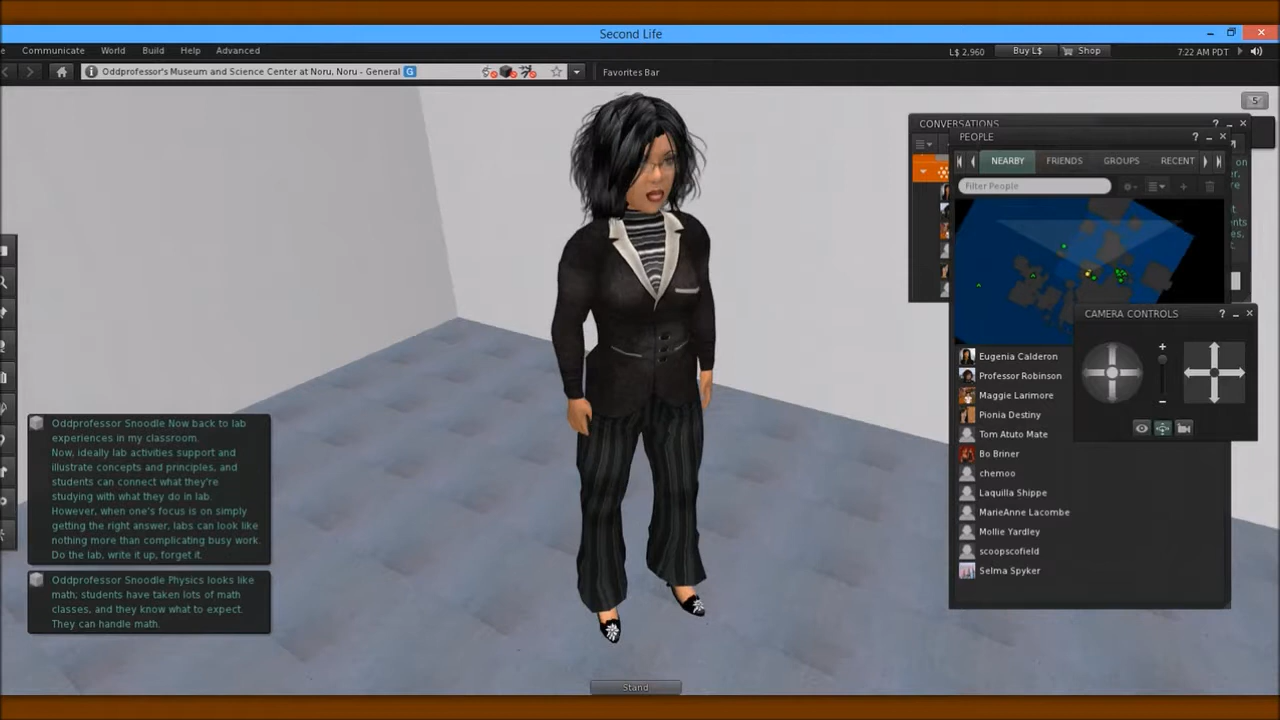 Second Life
e Communicate World Build Help Advanced
L$ 2,960 Buy L$ Shop 7:22 AM PDT
Oddprofessor's Museum and Science Center at Noru, Noru - General G
Favorites Bar
5
CONVERSATIONS
PEOPLE
NEARBY FRIENDS GROUPS RECENT
Filter People
CAMERA CONTROLS
Eugenia Calderon
Professor Robinson
Maggie Larimore
Pionia Destiny
Tom Atuto Mate
Bo Briner
chemoo
Laquilla Shippe
MarieAnne Lacombe
Mollie Yardley
scoopscofield
Selma Spyker
Oddprofessor Snoodle Now back to lab
experiences in my classroom.
Now, ideally lab activities support and
illustrate concepts and principles, and
students can connect what they're
studying with what they do in lab.
However, when one's focus is on simply
getting the right answer, labs can look like
nothing more than complicating busy work.
Do the lab, write it up, forget it.
Oddprofessor Snoodle Physics looks like
math; students have taken lots of math
classes, and they know what to expect.
They can handle math.
Stand